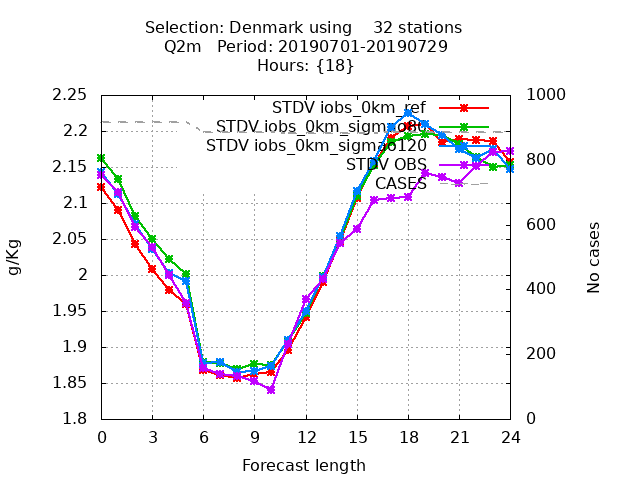 Selection: Denmark using 32 stations
Q2m Period: 20190701-20190729
Hours: {18}
STDV iobs_0km_ref
STDV iobs_0km_sigmao80
STDV iobs_0km_sigmao120
STDV OBS
CASES
2.25
2.2
2.15
2.1
2.05
2
1.95
1.9
1.85
1.8
g/Kg
1000
800
600
400
200
0
No cases
0 3 6 9 12 15 18 21 24
Forecast length